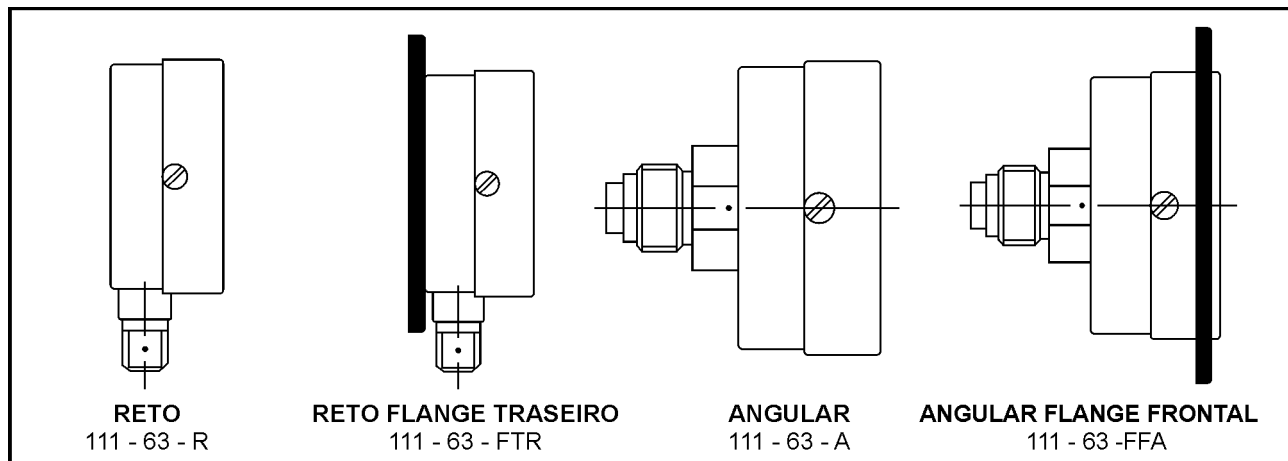 RETO
111 - 63 - R
RETO FLANGE TRASEIRO
111 - 63 - FTR
ANGULAR
111 - 63 - A
ANGULAR FLANGE FRONTAL
111 - 63 -FFA